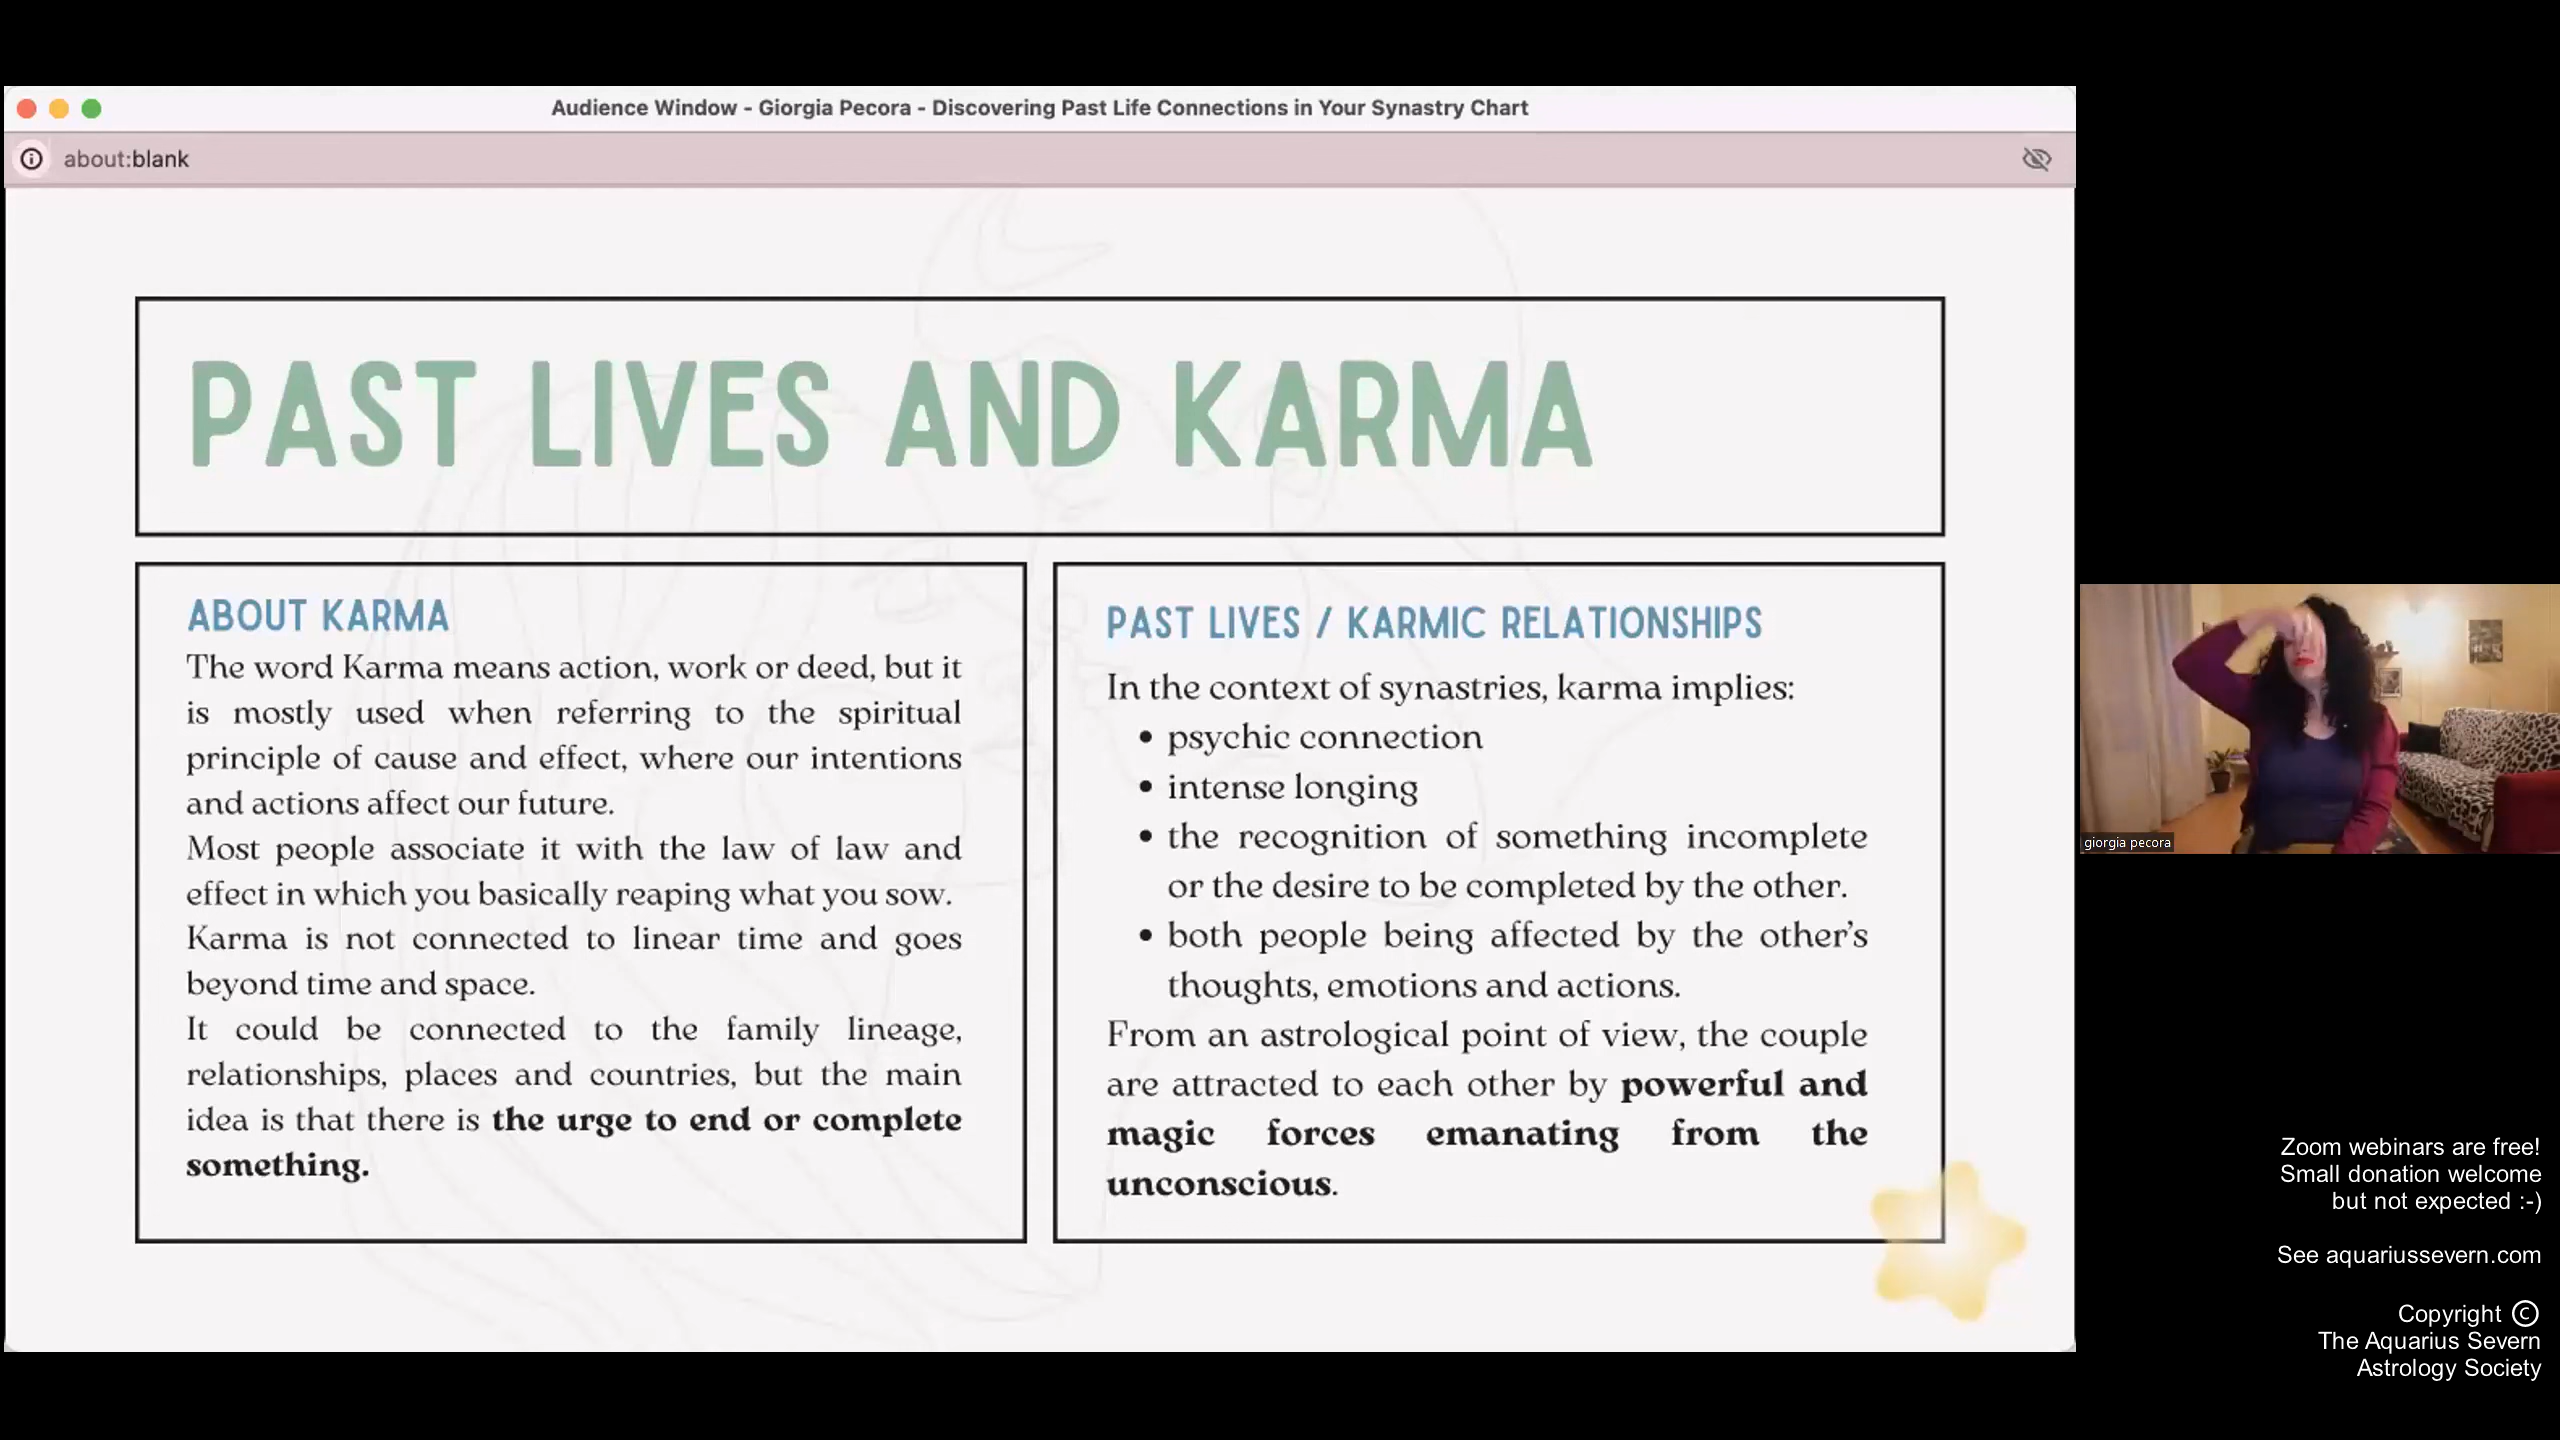 Audience Window - Giorgia Pecora - Discovering Past Life Connections in Your Synastry Chart
about:blank
PAST LIVES AND KARMA
ABOUT KARMA
The word Karma means action, work or deed, but it
is mostly used when referring to the spiritual
principle of cause and effect, where our intentions
and actions affect our future.
Most people associate it with the law of law and
effect in which you basically reaping what you sow.
Karma is not connected to linear time and goes
beyond time and space.
It could be connected to the family lineage,
relationships, places and countries, but the main
idea is that there is the urge to end or complete
something.
PAST LIVES / KARMIC RELATIONSHIPS
In the context of synastries, karma implies:
• psychic connection
• intense longing
• the recognition of something incomplete
or the desire to be completed by the other.
• both people being affected by the other's
thoughts, emotions and actions.
From an astrological point of view, the couple
are attracted to each other by powerful and
magic forces emanating from the
unconscious.
giorgia pecora
Zoom webinars are free!
Small donation welcome
but not expected :-)
See aquariussevern.com
Copyright ©
The Aquarius Severn
Astrology Society